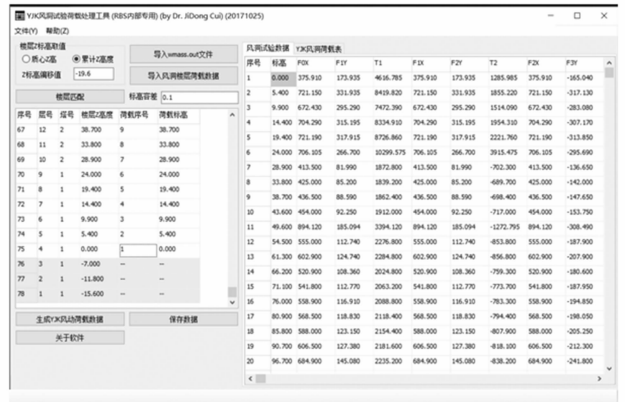 YJK风洞试验荷载处理工具 (RBS内部专用) (by Dr. JiDong Cui) (20171025)
文件(Y) 帮助(Z)
楼层Z标高取值
质心Z高 累计Z高度
Z标高偏移值 -19.6
导入wmass.out文件
导入风洞楼层荷载数据
楼层匹配 标高容差 0.1
序号 层号 塔号 楼层Z高度 荷载序号 荷载标高
67 12 2 38.700 9 38.700
68 11 2 33.800 8 33.800
69 10 2 28.900 7 28.900
70 9 1 24.000 6 24.000
71 8 1 19.400 5 19.400
72 7 1 14.400 4 14.400
73 6 1 9.900 3 9.900
74 5 1 5.400 2 5.400
75 4 1 0.000 1 0.000
76 3 1 -7.000 -- --
77 2 1 -11.800 -- --
78 1 1 -15.600 -- --
生成YJK风动荷载数据 保存数据
关于软件
风洞试验数据 YJK风洞荷载表
序号 标高 F0X F1Y T1 F1X F2Y T2 F2X F3Y
1 0.000 375.910 173.935 4616.785 375.910 173.935 1285.985 375.910 -165.040
2 5.400 721.150 331.935 8419.820 721.150 331.935 1855.220 721.150 -317.130
3 9.900 672.430 295.290 7472.390 672.430 295.290 1514.090 672.430 -283.080
4 14.400 704.290 315.165 8334.910 704.290 315.165 1954.310 704.290 -307.170
5 19.400 721.190 317.915 8726.860 721.190 317.915 2221.760 721.190 -313.850
6 24.000 706.105 266.700 10299.575 706.105 266.700 3915.475 706.105 -295.690
7 28.900 413.500 81.990 1872.800 413.500 81.990 -702.300 413.500 -136.650
8 33.800 425.000 85.200 1839.200 425.000 85.200 -689.700 425.000 -142.000
9 38.700 436.500 88.590 1862.400 436.500 88.590 -698.400 436.500 -147.650
10 43.600 454.000 92.250 1912.000 454.000 92.250 -717.000 454.000 -153.750
11 49.600 894.120 185.094 3394.120 894.120 185.094 -1272.795 894.120 -308.490
12 54.500 555.000 112.740 2276.800 555.000 112.740 -853.800 555.000 -187.900
13 61.300 602.900 124.740 2284.800 602.900 124.740 -856.800 602.900 -207.900
14 66.200 520.900 108.360 2024.800 520.900 108.360 -759.300 520.900 -180.600
15 71.100 541.800 112.770 2063.200 541.800 112.770 -773.700 541.800 -187.950
16 76.000 558.300 116.910 2088.800 558.300 116.910 -783.300 558.300 -194.850
17 80.900 568.500 118.830 2118.400 568.500 118.830 -794.400 568.500 -198.050
18 85.800 588.000 123.150 2154.400 588.000 123.150 -807.900 588.000 -205.250
19 90.700 606.500 127.380 2181.600 606.500 127.380 -818.100 606.500 -212.300
20 96.700 684.900 145.080 2235.200 684.900 145.080 -838.200 684.900 -241.800